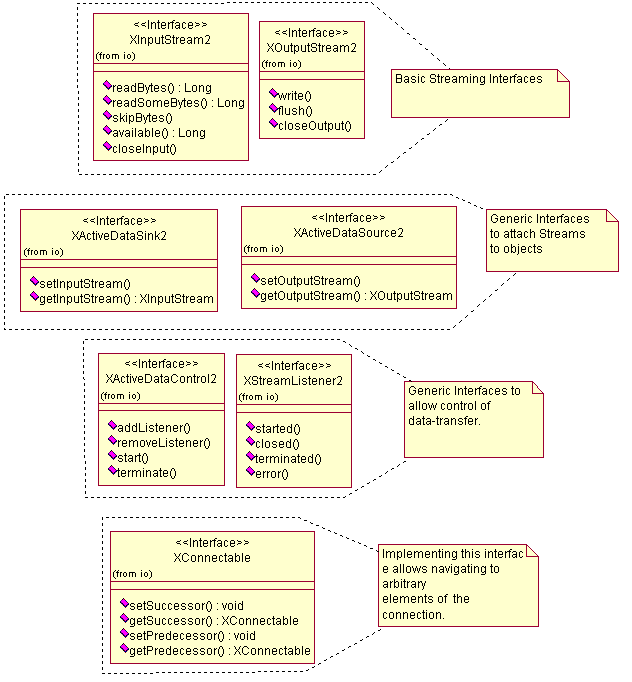 <<Interface>>
XInputStream2
(from io)
readBytes() : Long
readSomeBytes() : Long
skipBytes()
available() : Long
closeInput()
<<Interface>>
XOutputStream2
(from io)
write()
flush()
closeOutput()
Basic Streaming Interfaces
<<Interface>>
XActiveDataSink2
(from io)
setInputStream()
getInputStream() : XInputStream
<<Interface>>
XActiveDataSource2
(from io)
setOutputStream()
getOutputStream() : XOutputStream
Generic Interfaces
to attach Streams
to objects
<<Interface>>
XActiveDataControl2
(from io)
addListener()
removeListener()
start()
terminate()
<<Interface>>
XStreamListener2
(from io)
started()
closed()
terminated()
error()
Generic Interfaces to
allow control of
data-transfer.
<<Interface>>
XConnectable
(from io)
setSuccessor() : void
getSuccessor() : XConnectable
setPredecessor() : void
getPredecessor() : XConnectable
Implementing this interfac
e allows navigating to
arbitrary
elements of the
connection.